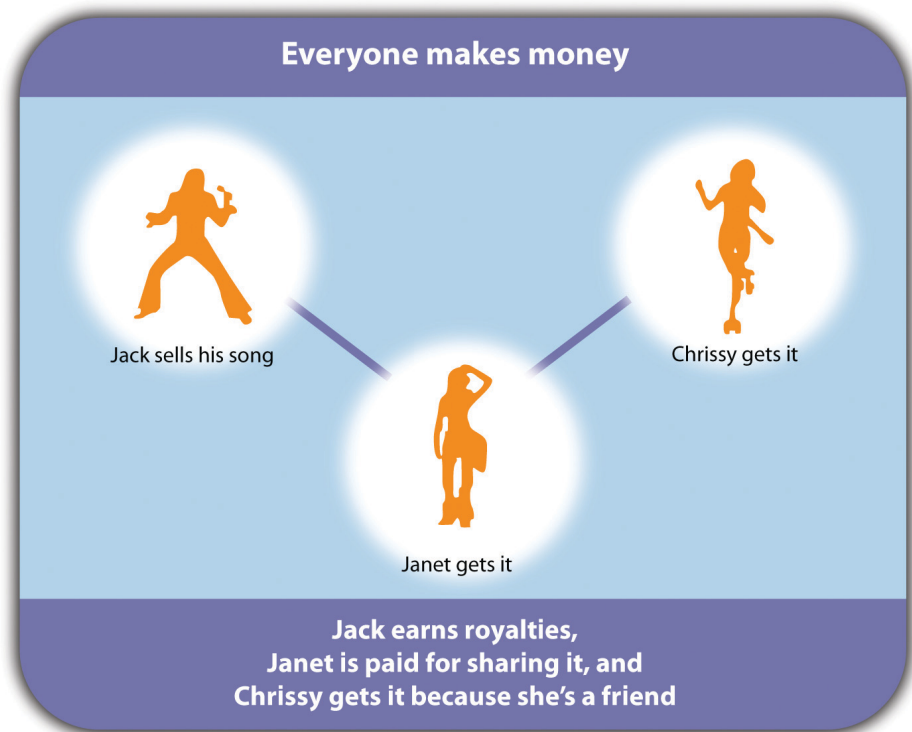 Everyone makes money
Jack sells his song
Chrissy gets it
Janet gets it
Jack earns royalties,
Janet is paid for sharing it, and
Chrissy gets it because she’s a friend